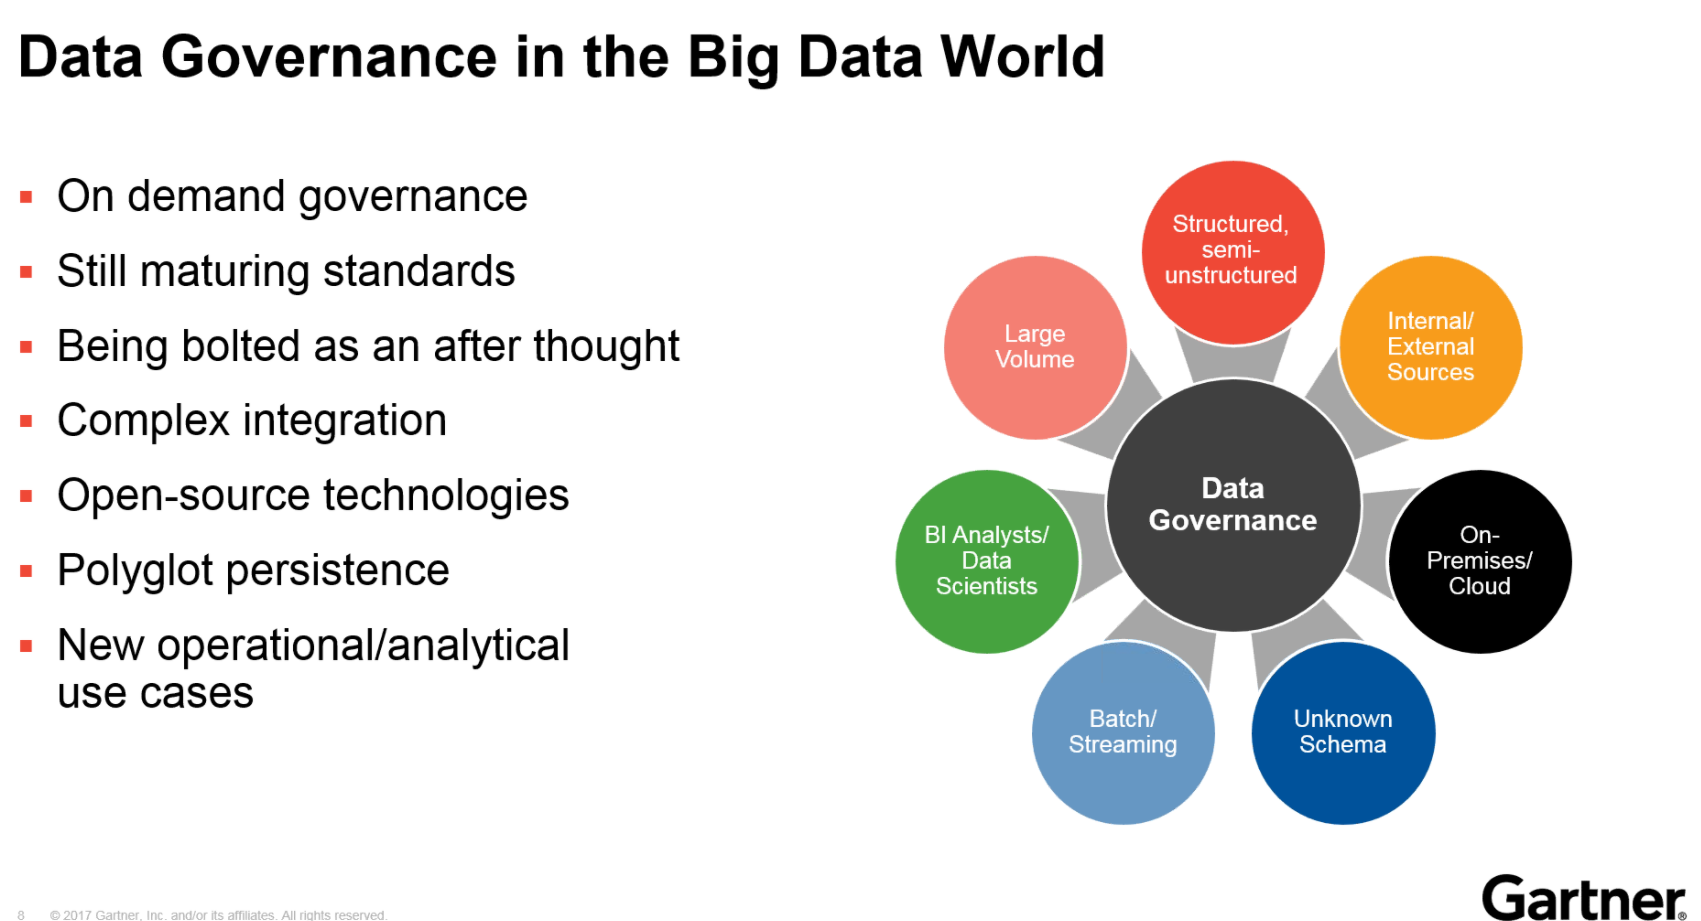 Data Governance in the Big Data World
On demand governance
Still maturing standards
Being bolted as an after thought
Complex integration
Open-source technologies
Polyglot persistence
New operational/analytical
use cases
Structured,
semi-
unstructured
Internal/
External
Sources
On-
Premises/
Cloud
Unknown
Schema
Batch/
Streaming
BI Analysts/
Data
Scientists
Large
Volume
Data
Governance
8 © 2017 Gartner, Inc. and/or its affiliates. All rights reserved.
Gartner®